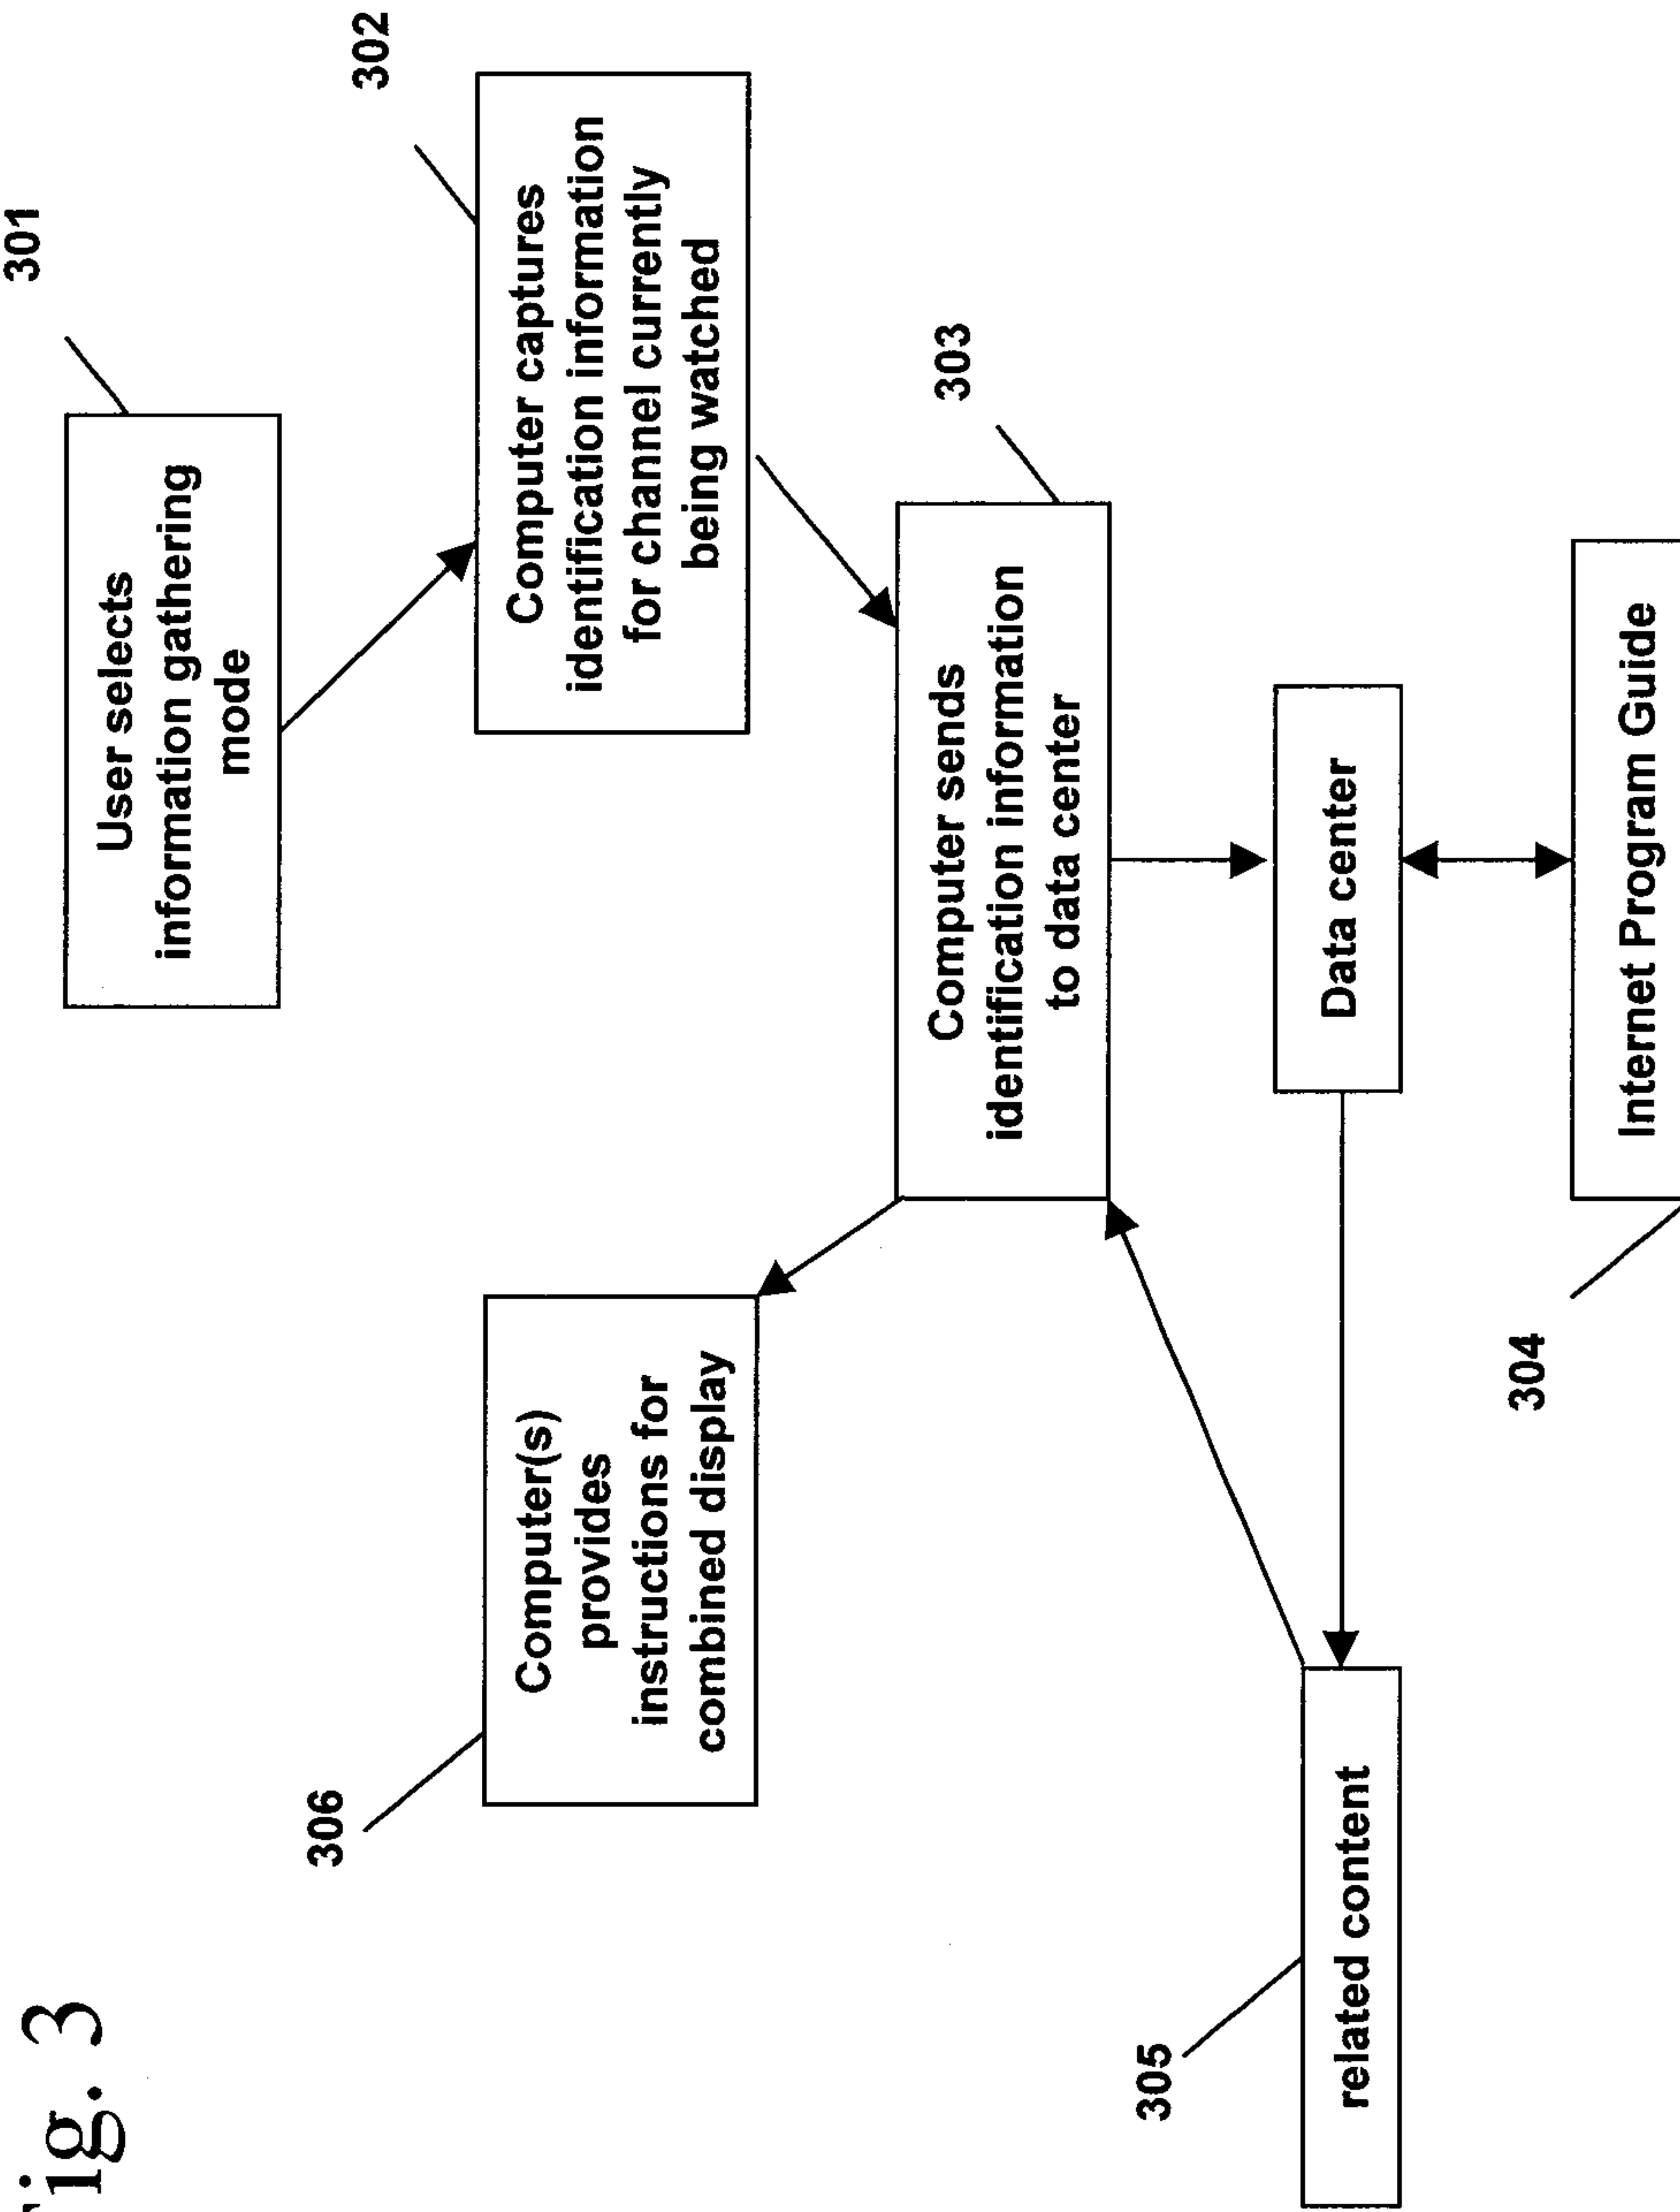 Fig. 3
301
User selects
information gathering
mode
302
Computer captures
identification information
for channel currently
being watched
306
Computer(s)
provides
instructions for
combined display
303
Computer sends
identification information
to data center
305
related content
Data center
304
Internet Program Guide